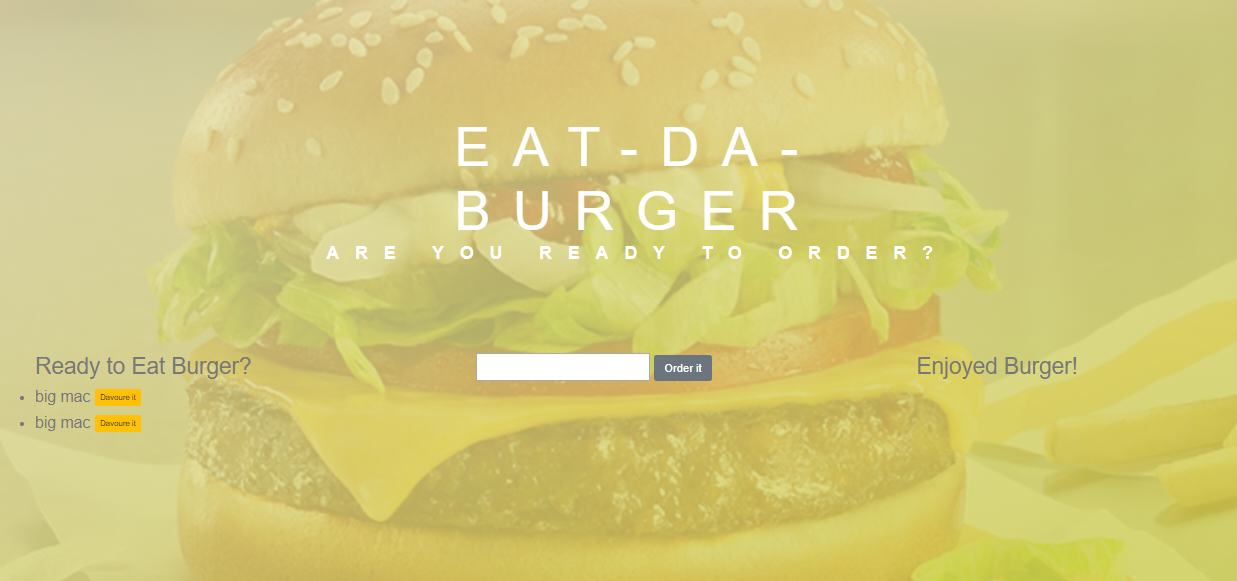 EAT-DA-
BURGER
ARE YOU READY TO ORDER?
Ready to Eat Burger?
big mac Davoure it
big mac Davoure it
Order it
Enjoyed Burger!